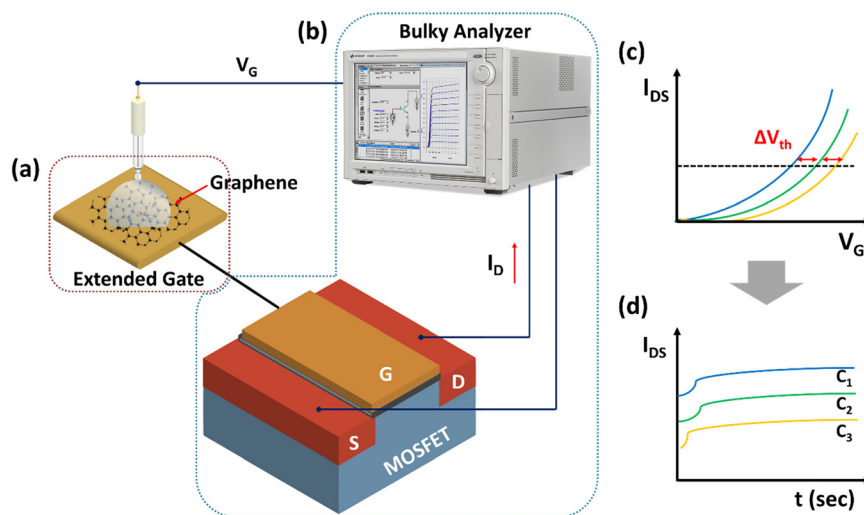 (b)
Bulky Analyzer
(c)
V_G
I_DS
ΔV_th
(a)
Graphene
V_G
Extended Gate
I_D
(d)
I_DS
G
D
C_1
C_2
S
MOSFET
C_3
t (sec)